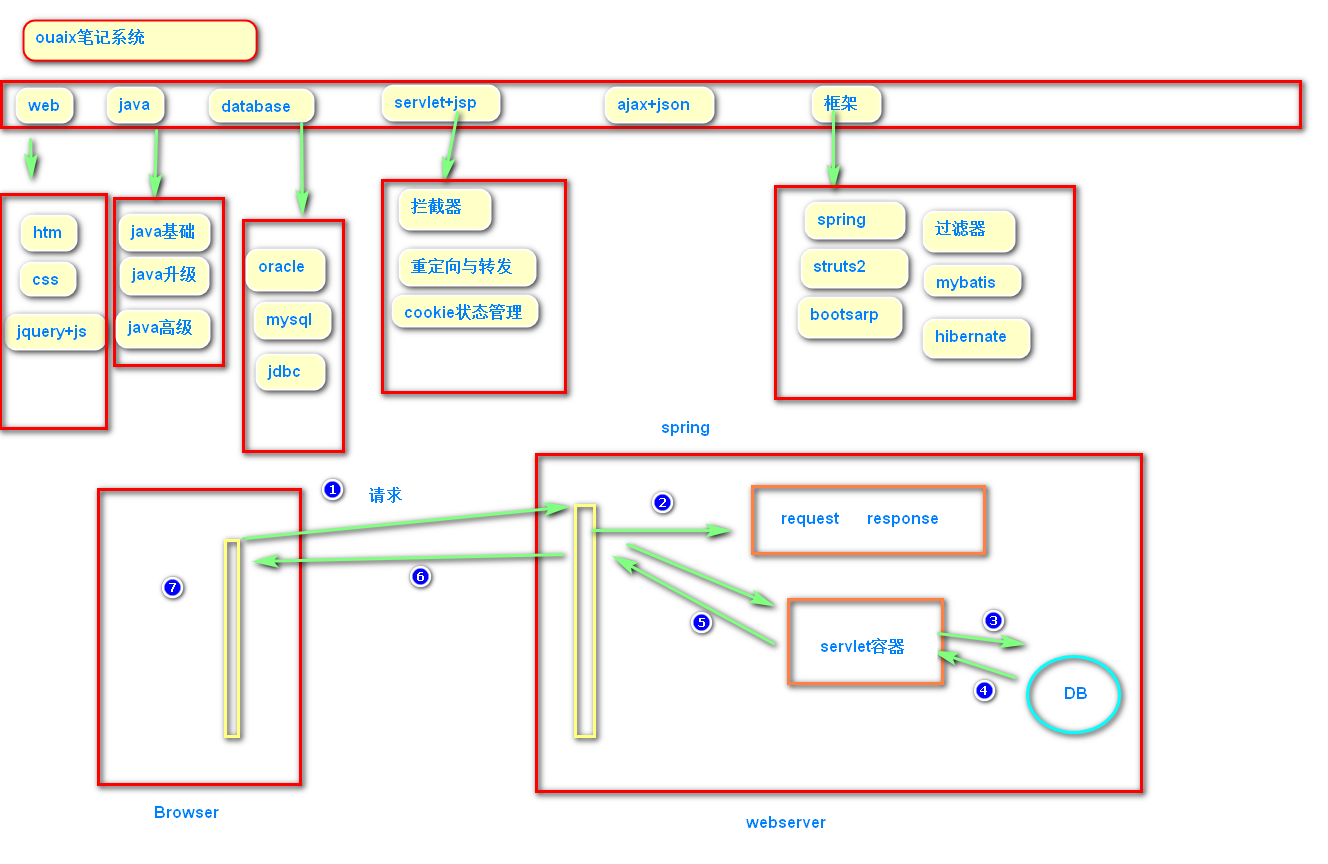 ouaix笔记系统
web
java
database
servlet+jsp
ajax+json
框架
htm
css
jquery+js
java基础
java升级
java高级
oracle
mysql
jdbc
拦截器
重定向与转发
cookie状态管理
spring
struts2
bootsarp
过滤器
mybatis
hibernate
spring
1
请求
2
request response
7
6
5
servlet容器
3
4
DB
Browser
webserver